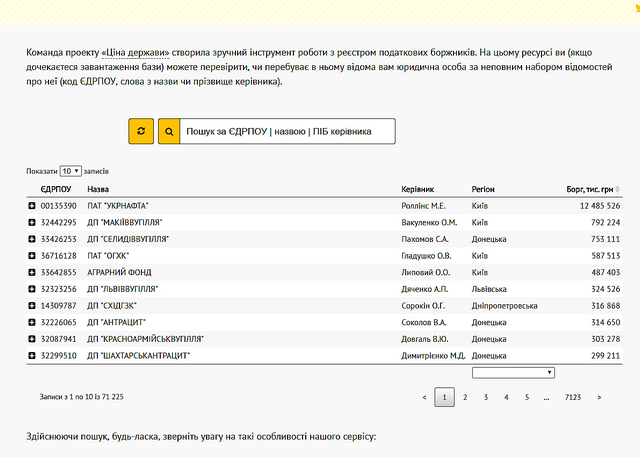 Команда проекту «Ціна держави» створила зручний інструмент роботи з реєстром податкових боржників. На цьому ресурсі ви (якщо
дочекаєтеся завантаження бази) можете перевірити, чи перебуває в ньому відома вам юридична особа за неповним набором відомостей
про неї (код ЄДРПОУ, слова з назви чи прізвище керівника).
Пошук за ЄДРПОУ | назвою | ПІБ керівника
Показати 10 записів
ЄДРПОУ Назва Керівник Регіон Борг, тис. грн
00135390 ПАТ "УКРНАФТА" Роллінс М.Е. Київ 12 485 526
32442295 ДП "МАКІЇВВУГІЛЛЯ" Вакуленко О.М. Київ 792 224
33426253 ДП "СЕЛИДІВВУГІЛЛЯ" Пахомов С.А. Донецька 753 111
36716128 ПАТ "ОГХК" Гладушко О.В. Київ 587 513
33642855 АГРАРНИЙ ФОНД Липовий О.О. Київ 487 403
32323256 ДП "ЛЬВІВВУГІЛЛЯ" Дяченко А.П. Львівська 324 526
14309787 ДП "СХІДГЗК" Сорокін О.Г. Дніпропетровська 316 868
32226065 ДП "АНТРАЦИТ" Соколов В.А. Донецька 314 650
32087941 ДП "КРАСНОАРМІЙСЬКВУГІЛЛЯ" Довгаль В.Ю. Донецька 303 278
32299510 ДП "ШАХТАРСЬКАНТРАЦИТ" Димитрієнко М.Д. Донецька 299 211
Записи з 1 по 10 із 71 225 < 1 2 3 4 5 ... 7123 >
Здійснюючи пошук, будь-ласка, зверніть увагу на такі особливості нашого сервісу: